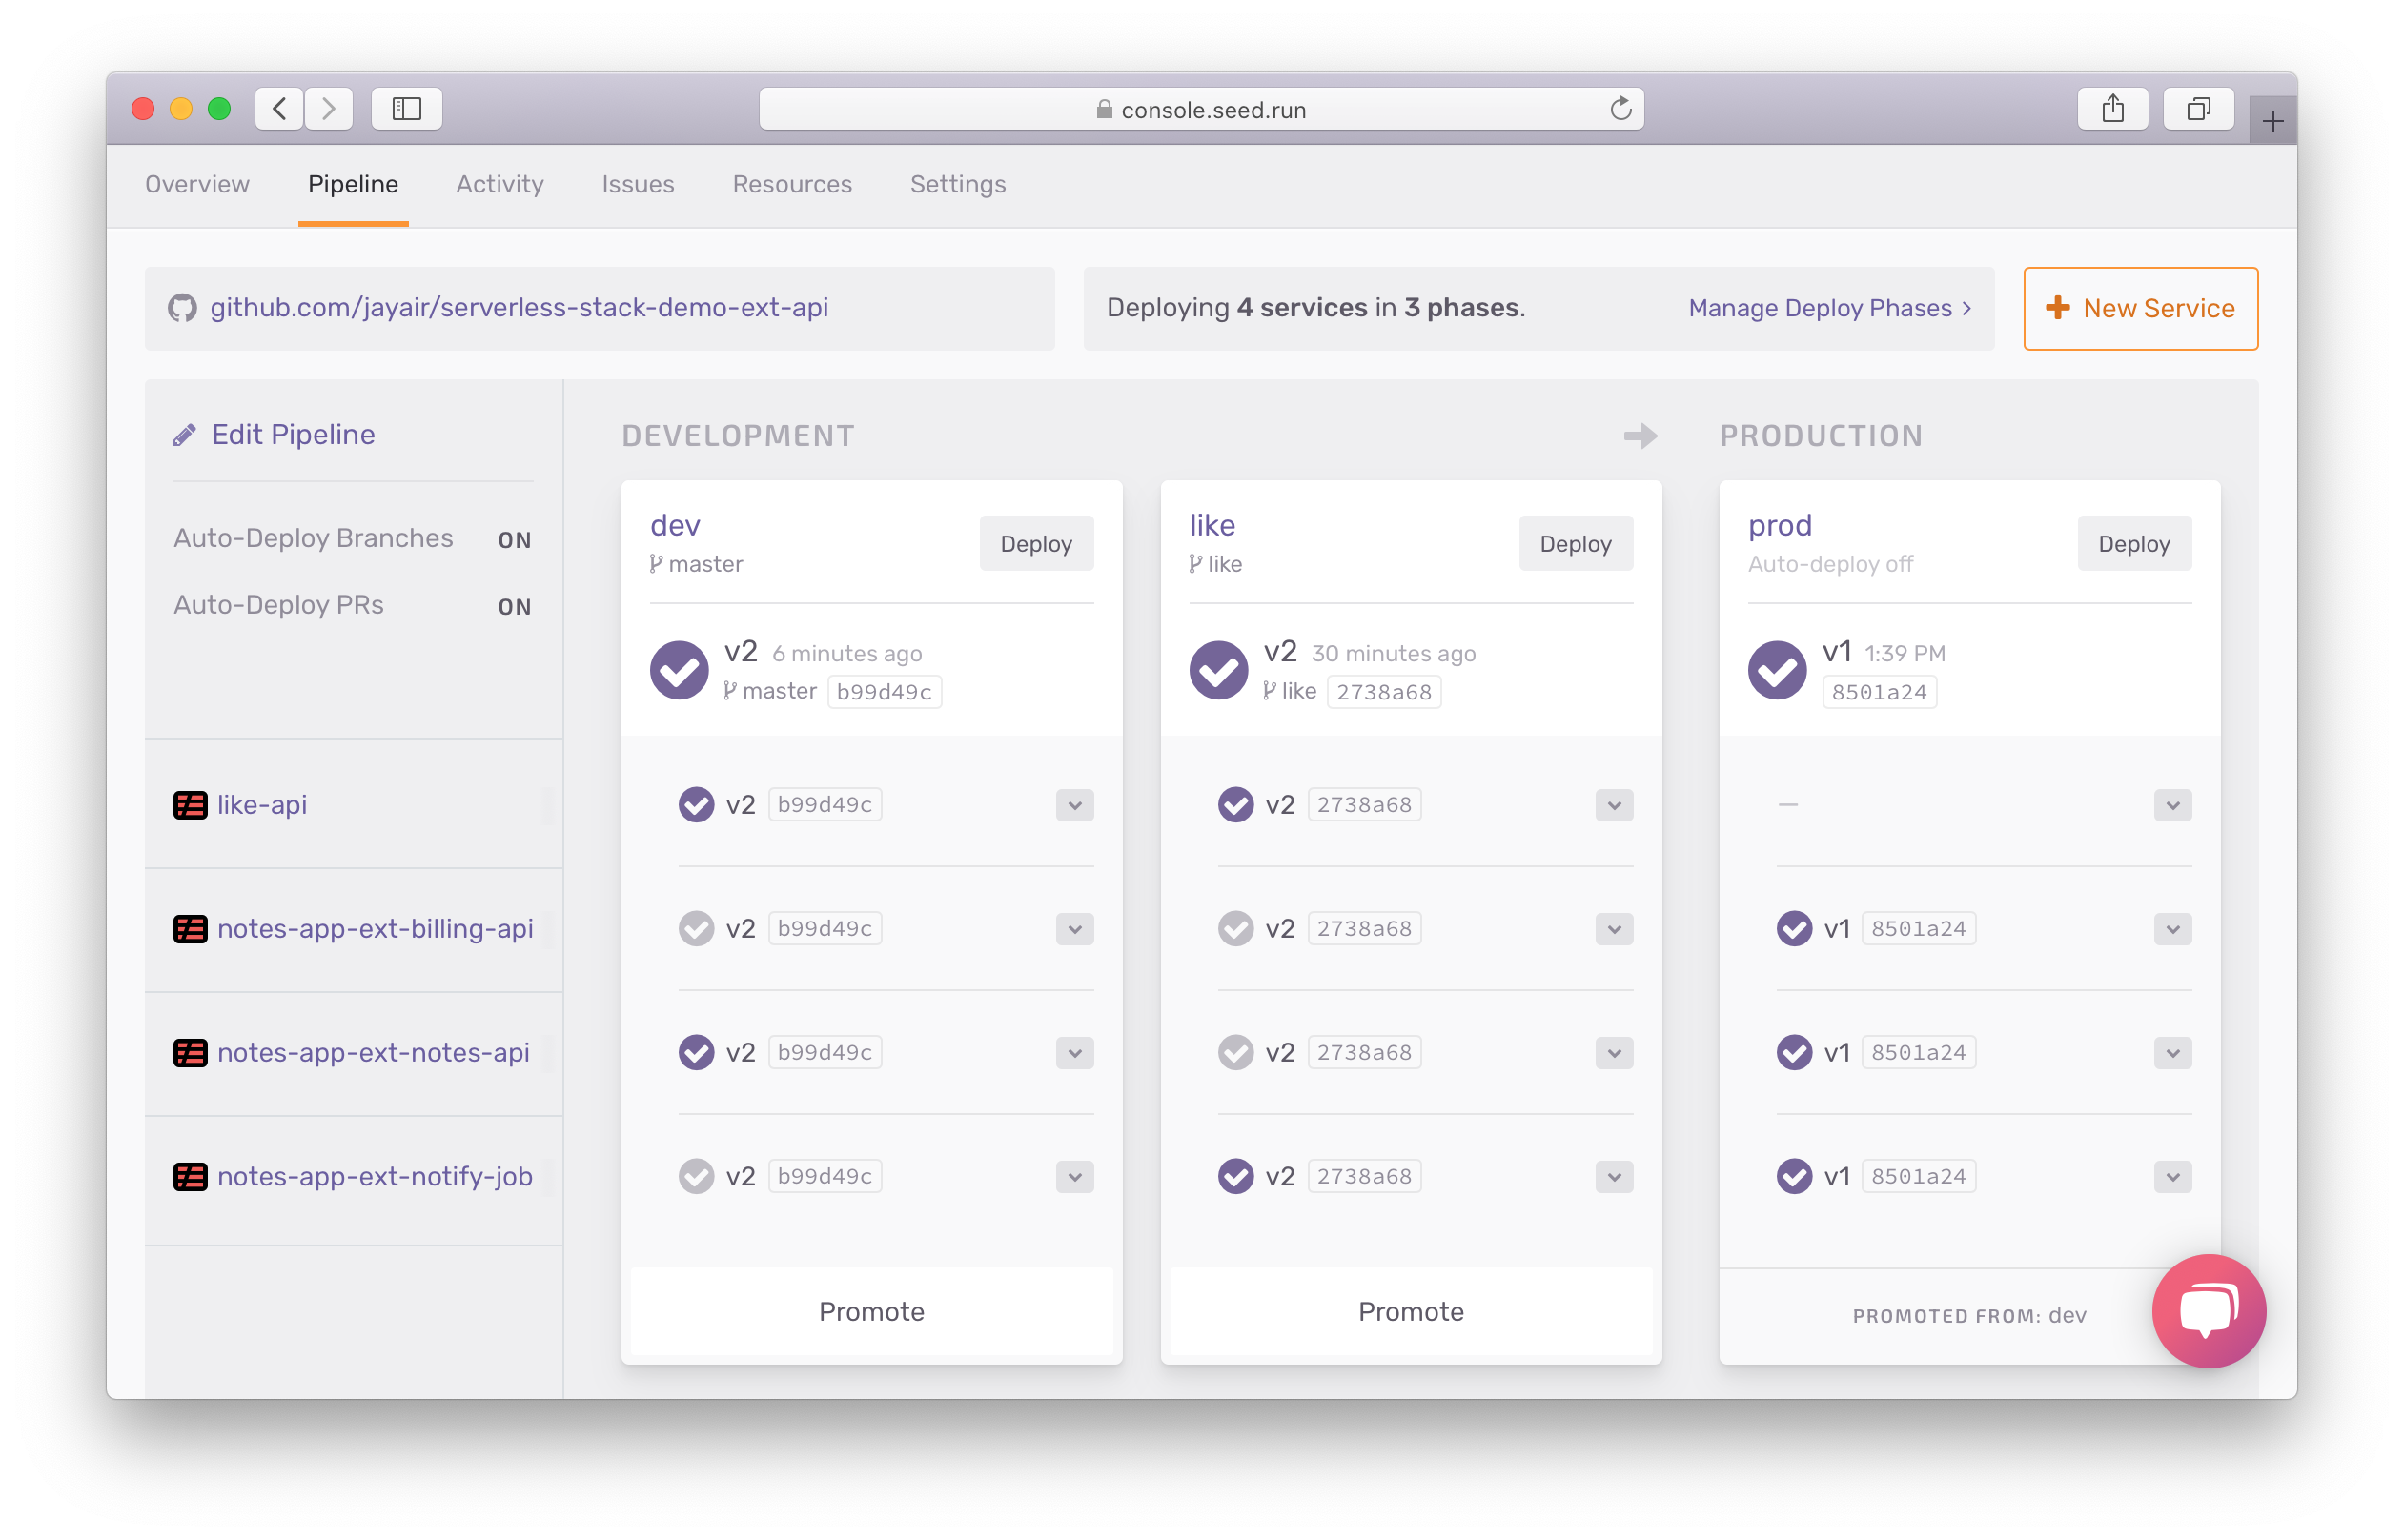 console.seed.run
Overview Pipeline Activity Issues Resources Settings
github.com/jayair/serverless-stack-demo-ext-api
Deploying 4 services in 3 phases.
Manage Deploy Phases
New Service
Edit Pipeline
Auto-Deploy Branches ON
Auto-Deploy PRs ON
like-api
notes-app-ext-billing-api
notes-app-ext-notes-api
notes-app-ext-notify-job
DEVELOPMENT
dev
master
Deploy
v2 6 minutes ago
master b99d49c
v2 b99d49c
v2 b99d49c
v2 b99d49c
v2 b99d49c
Promote
like
like
Deploy
v2 30 minutes ago
like 2738a68
v2 2738a68
v2 2738a68
v2 2738a68
v2 2738a68
Promote
PRODUCTION
prod
Auto-deploy off
Deploy
v1 1:39 PM
8501a24
–
v1 8501a24
v1 8501a24
v1 8501a24
PROMOTED FROM: dev